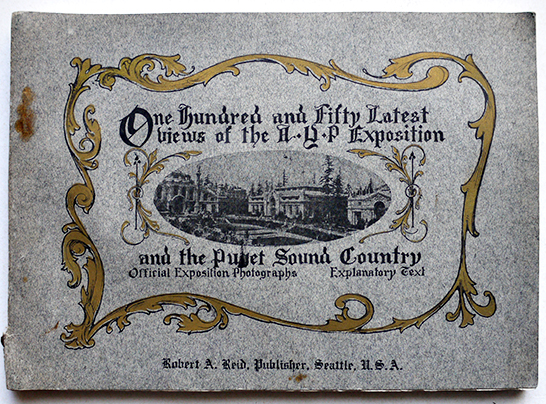 One Hundred and Fifty Latest
Views of the A·Y·P Exposition
and the Puget Sound Country
Official Exposition Photographs Explanatory Text
Robert A. Reid, Publisher, Seattle, U.S.A.